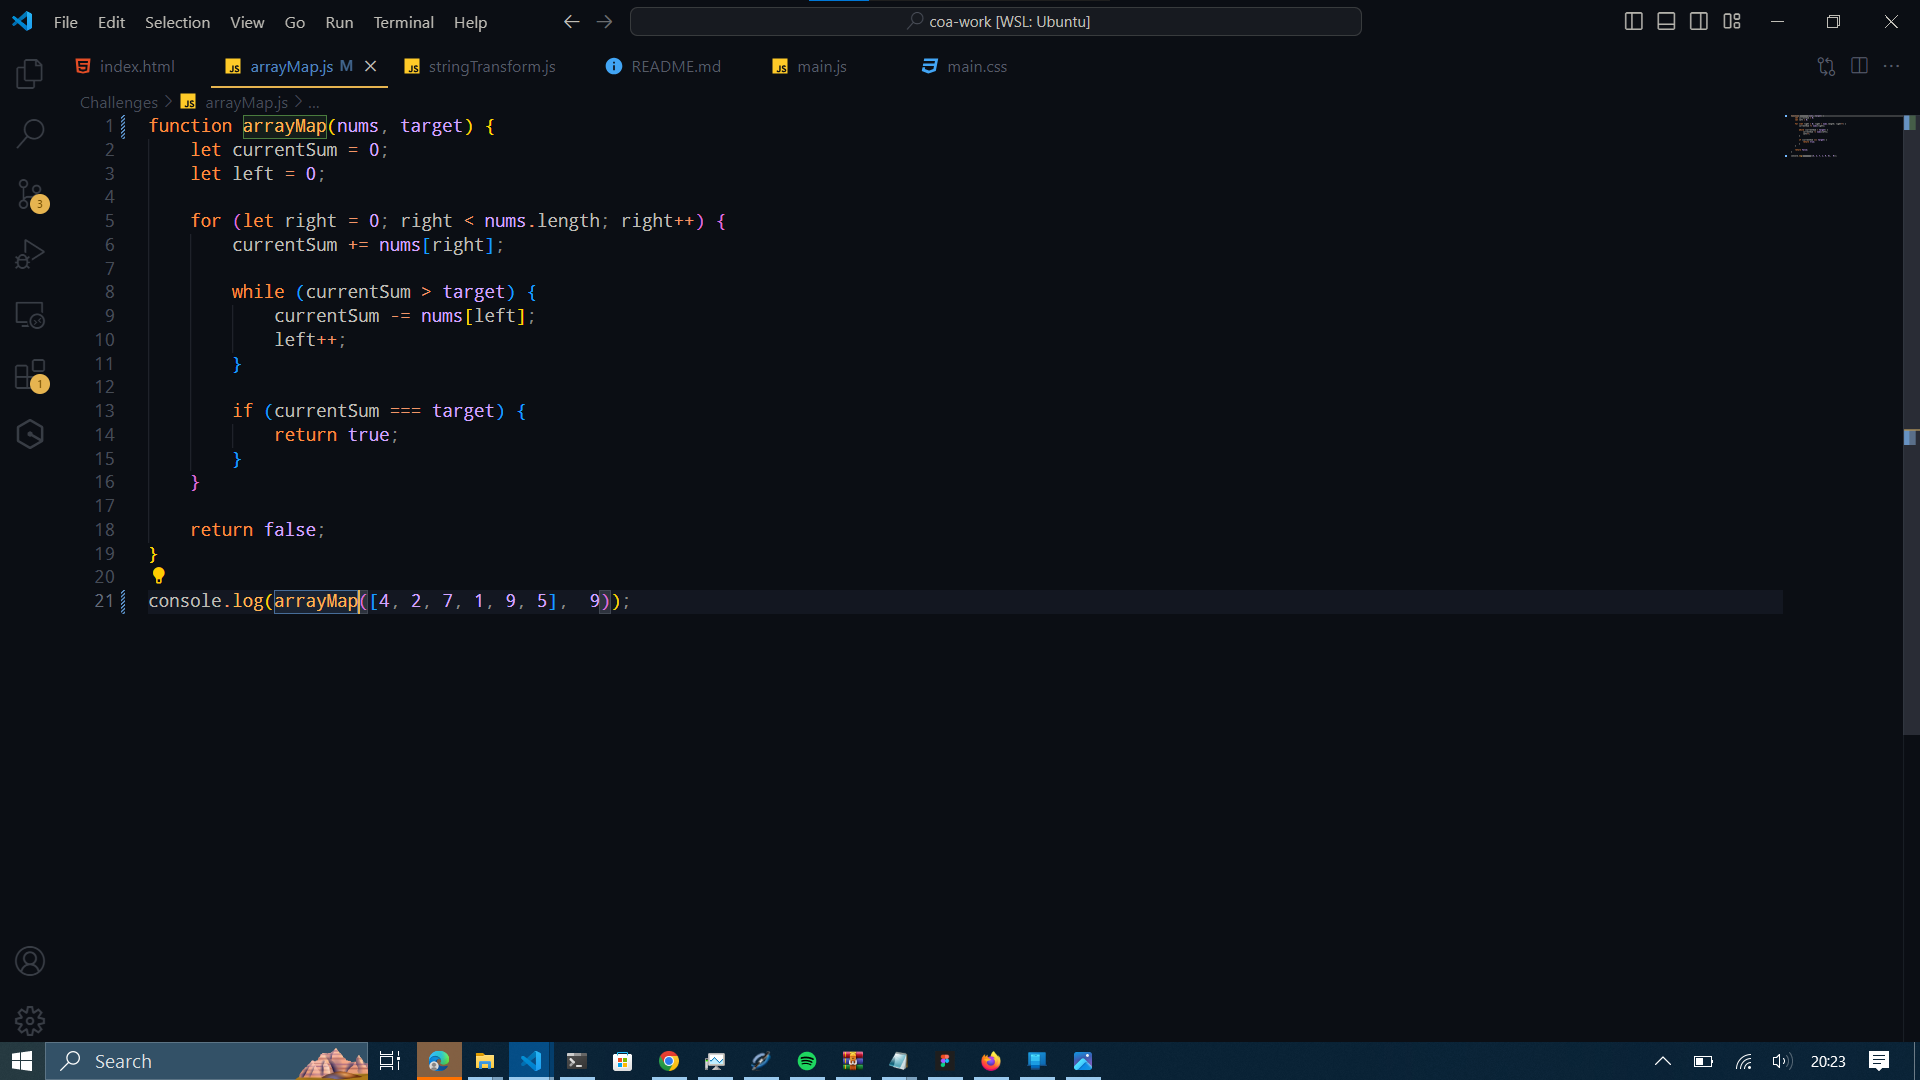 File Edit Selection View Go Run Terminal Help
coa-work [WSL: Ubuntu]
index.html
arrayMap.js M
stringTransform.js
README.md
main.js
main.css
Challenges > arrayMap.js > ...
1 function arrayMap(nums, target) {
2 let currentSum = 0;
3 let left = 0;
4
5 for (let right = 0; right < nums.length; right++) {
6 currentSum += nums[right];
7
8 while (currentSum > target) {
9 currentSum -= nums[left];
10 left++;
11 }
12
13 if (currentSum === target) {
14 return true;
15 }
16 }
17
18 return false;
19 }
20
21 console.log(arrayMap([4, 2, 7, 1, 9, 5],  9));
3
1
Search
20:23